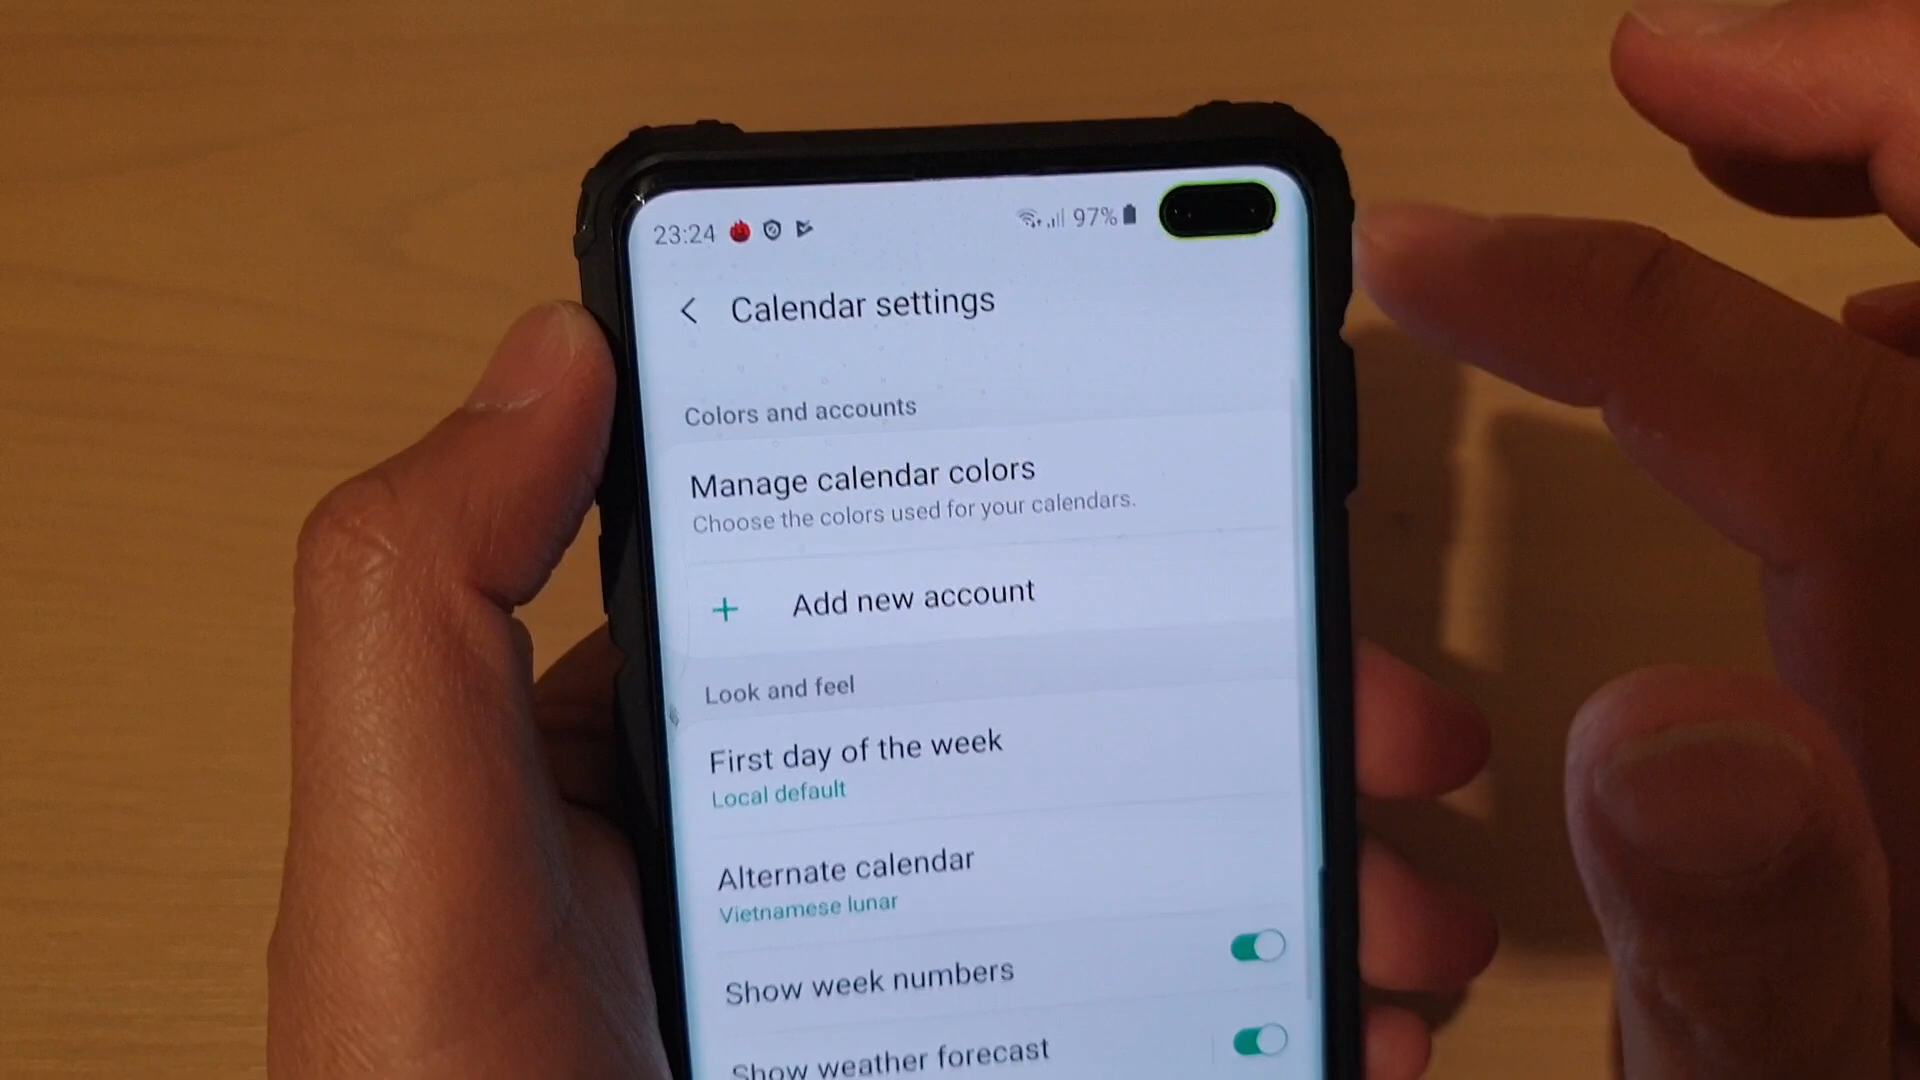 23:24 97%
Calendar settings
Colors and accounts
Manage calendar colors
Choose the colors used for your calendars.
+ Add new account
Look and feel
First day of the week
Local default
Alternate calendar
Vietnamese lunar
Show week numbers
Show weather forecast